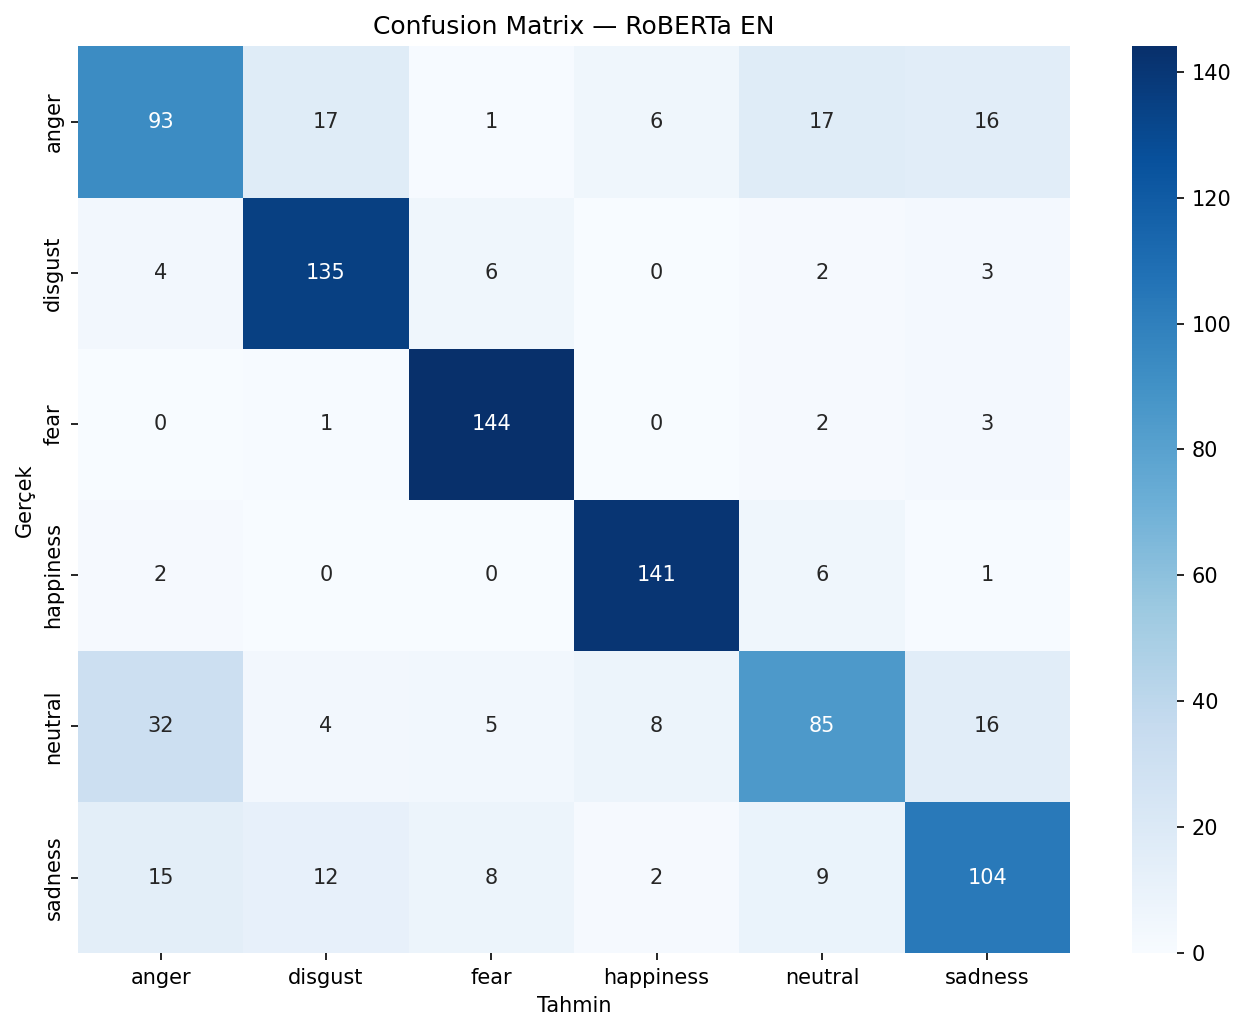 Confusion Matrix — RoBERTa EN
anger 93 17 1 6 17 16
disgust 4 135 6 0 2 3
fear 0 1 144 0 2 3
happiness 2 0 0 141 6 1
neutral 32 4 5 8 85 16
sadness 15 12 8 2 9 104
anger disgust fear happiness neutral sadness
Gerçek
Tahmin
140
120
100
80
60
40
20
0